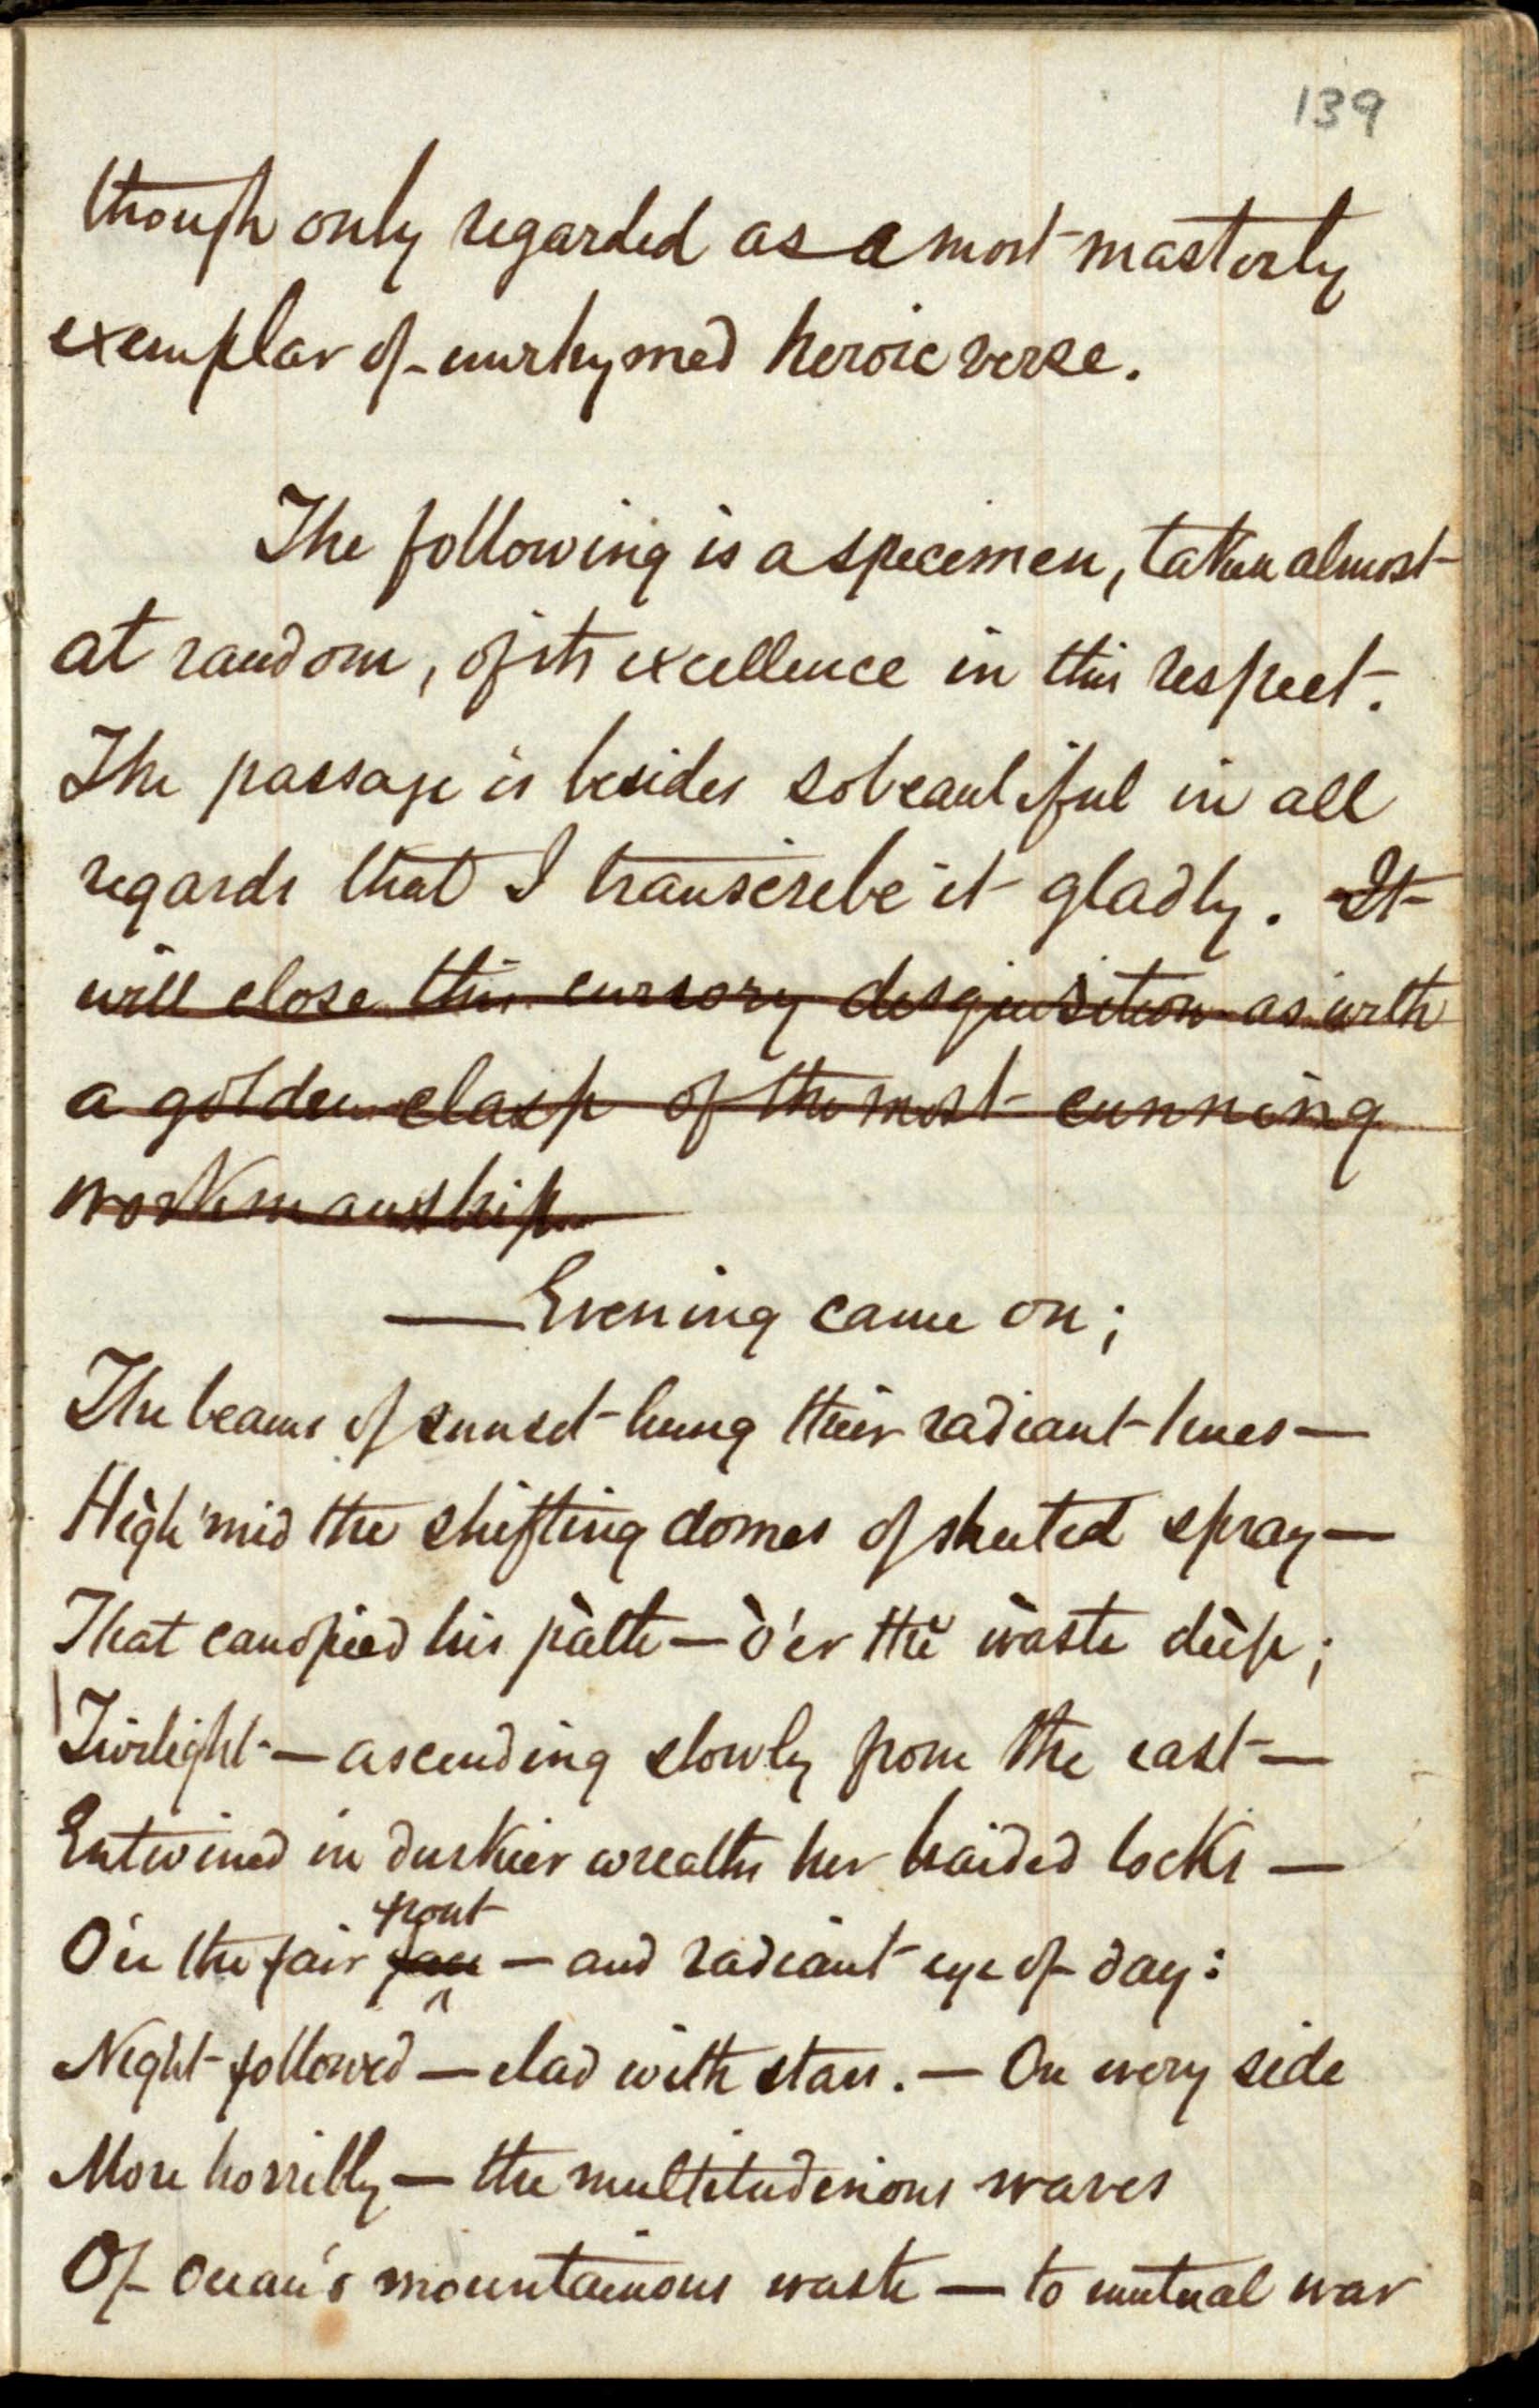 139
though only regarded as a most masterly
exemplar of unrhymed heroic verse.
The following is a specimen, taken almost
at random, of its excellence in this respect.
The passage is besides so beautiful in all
regards that I transcribe it gladly. It
will close this cursory disquisition as with
a golden clasp of the most cunning
workmanship
— Evening came on;
The beams of sunset hung their radiant hues —
High 'mid the shifting domes of sheeted spray —
That canopied his path — o'er the waste deep;
Twilight — ascending slowly from the east —
Entwined in duskier wreaths her braided locks —
front
O'er the fair face — and radiant eye of day:
Night followed — clad with stars. — On every side
More horribly — the multitudinous waves
Of ocean's mountainous waste — to mutual war